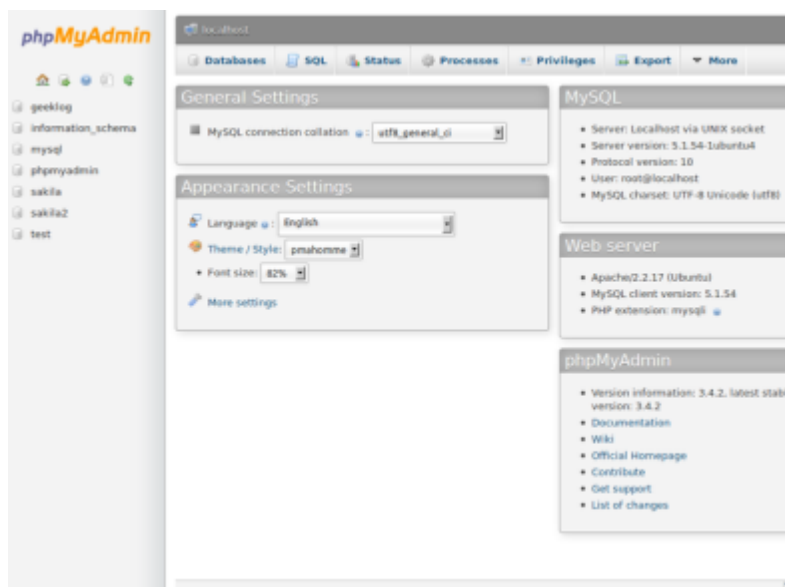 phpMyAdmin
geeklog
information_schema
mysql
phpmyadmin
sakila
sakila2
test
localhost
Databases SQL Status Processes Privileges Export More
General Settings
MySQL connection collation : utf8_general_ci
Appearance Settings
Language : English
Theme / Style: pmahomme
• Font size: 82%
More settings
MySQL
• Server: Localhost via UNIX socket
• Server version: 5.1.54-1ubuntu4
• Protocol version: 10
• User: root@localhost
• MySQL charset: UTF-8 Unicode (utf8)
Web server
• Apache/2.2.17 (Ubuntu)
• MySQL client version: 5.1.54
• PHP extension: mysqli
phpMyAdmin
• Version information: 3.4.2, latest stabl
version: 3.4.2
• Documentation
• Wiki
• Official Homepage
• Contribute
• Get support
• List of changes